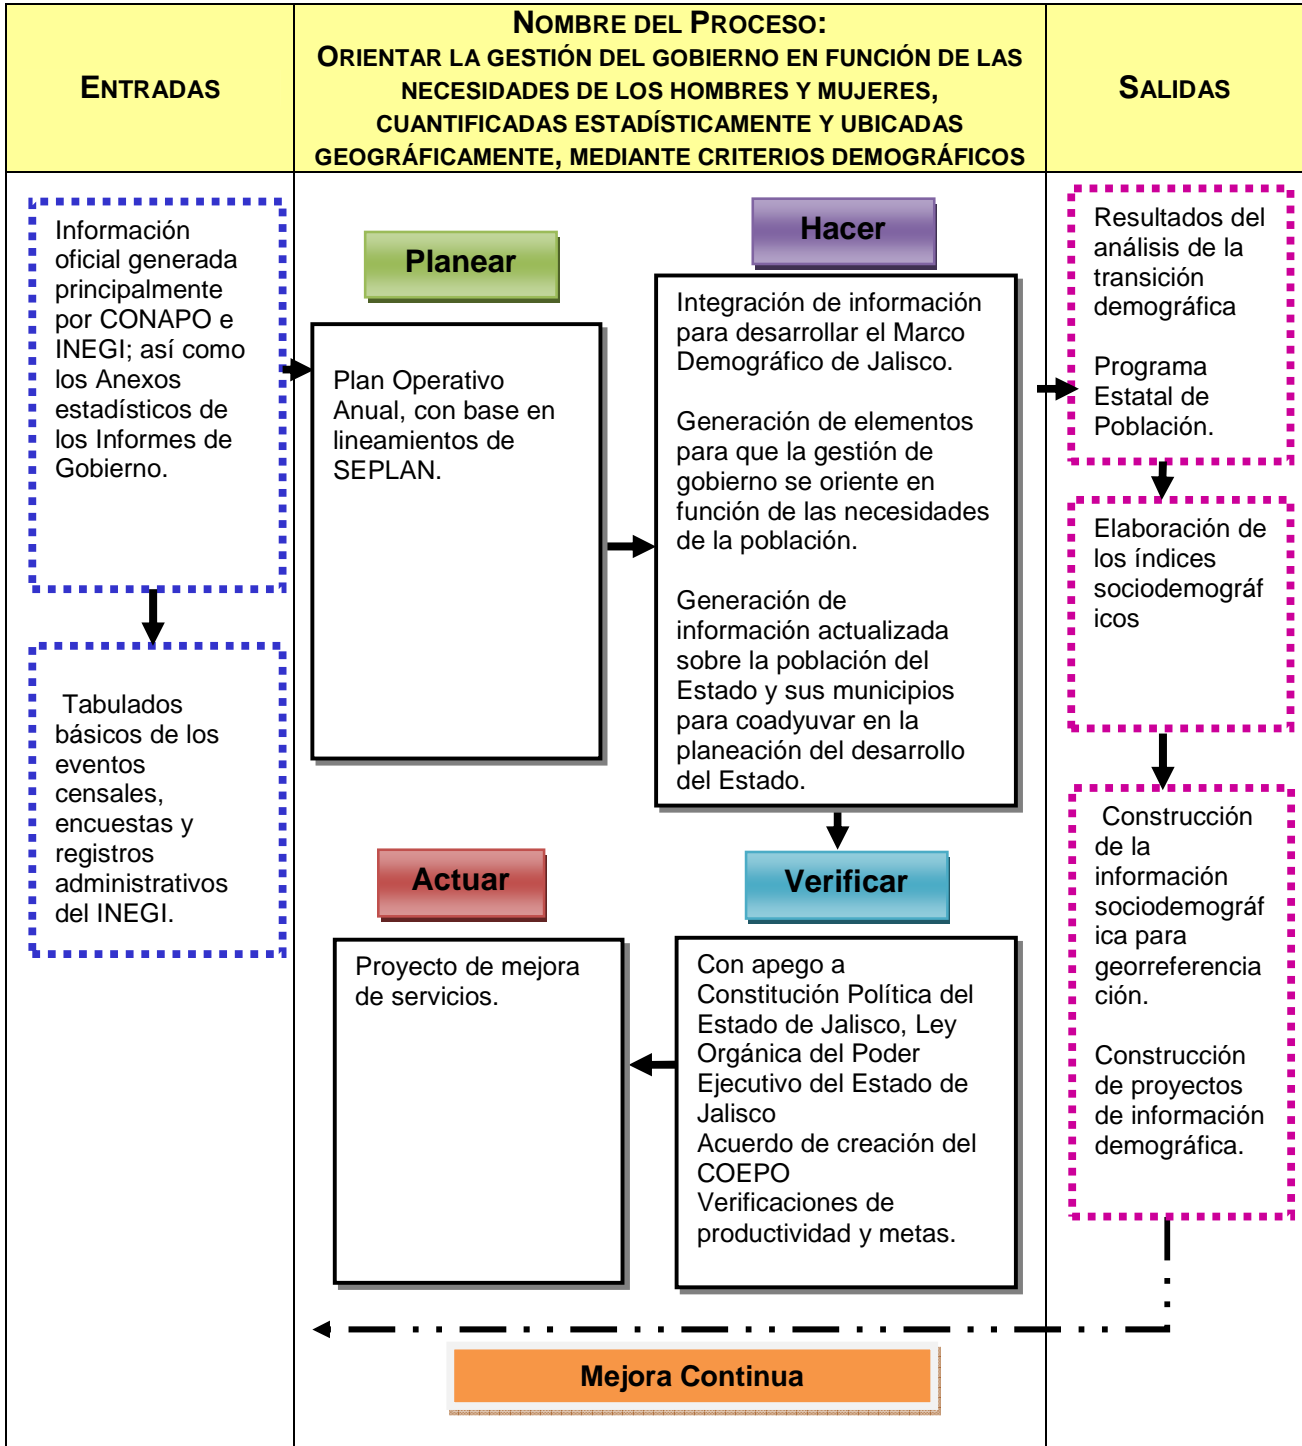 ENTRADAS
NOMBRE DEL PROCESO:
ORIENTAR LA GESTIÓN DEL GOBIERNO EN FUNCIÓN DE LAS
NECESIDADES DE LOS HOMBRES Y MUJERES,
CUANTIFICADAS ESTADÍSTICAMENTE Y UBICADAS
GEOGRÁFICAMENTE, MEDIANTE CRITERIOS DEMOGRÁFICOS
SALIDAS
Información
oficial generada
principalmente
por CONAPO e
INEGI; así como
los Anexos
estadísticos de
los Informes de
Gobierno.
Tabulados
básicos de los
eventos
censales,
encuestas y
registros
administrativos
del INEGI.
Planear
Plan Operativo
Anual, con base en
lineamientos de
SEPLAN.
Hacer
Integración de información
para desarrollar el Marco
Demográfico de Jalisco.
Generación de elementos
para que la gestión de
gobierno se oriente en
función de las necesidades
de la población.
Generación de
información actualizada
sobre la población del
Estado y sus municipios
para coadyuvar en la
planeación del desarrollo
del Estado.
Verificar
Con apego a
Constitución Política del
Estado de Jalisco, Ley
Orgánica del Poder
Ejecutivo del Estado de
Jalisco
Acuerdo de creación del
COEPO
Verificaciones de
productividad y metas.
Actuar
Proyecto de mejora
de servicios.
Resultados del
análisis de la
transición
demográfica
Programa
Estatal de
Población.
Elaboración de
los índices
sociodemográf
icos
Construcción
de la
información
sociodemográf
ica para
georreferencia
ción.
Construcción
de proyectos
de información
demográfica.
Mejora Continua